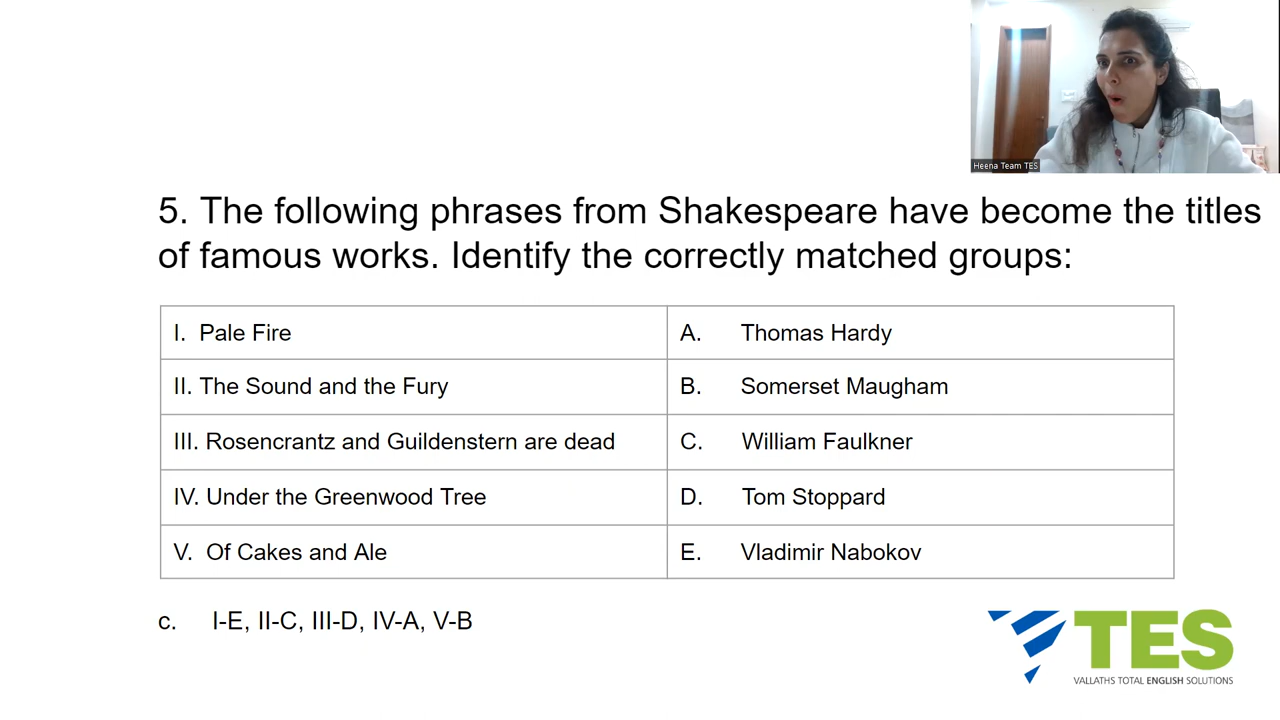 Heena Team TES
5. The following phrases from Shakespeare have become the titles
of famous works. Identify the correctly matched groups:
I. Pale Fire
A. Thomas Hardy
II. The Sound and the Fury
B. Somerset Maugham
III. Rosencrantz and Guildenstern are dead
C. William Faulkner
IV. Under the Greenwood Tree
D. Tom Stoppard
V. Of Cakes and Ale
E. Vladimir Nabokov
c. I-E, II-C, III-D, IV-A, V-B
TES
VALLATHS TOTAL ENGLISH SOLUTIONS